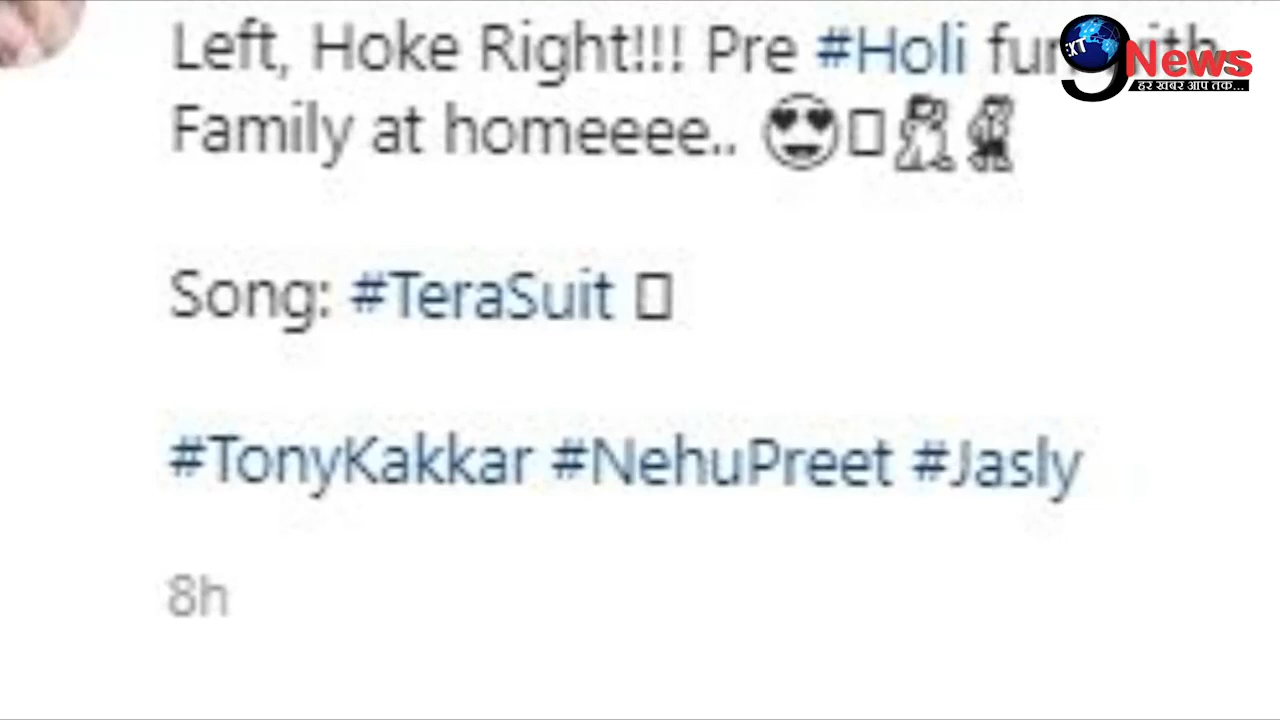 Left, Hoke Right!!! Pre #Holi fun with
Family at homeeee.. 😍
Song: #TeraSuit
#TonyKakkar #NehuPreet #Jasly
8h
9 News
हर खबर आप तक...